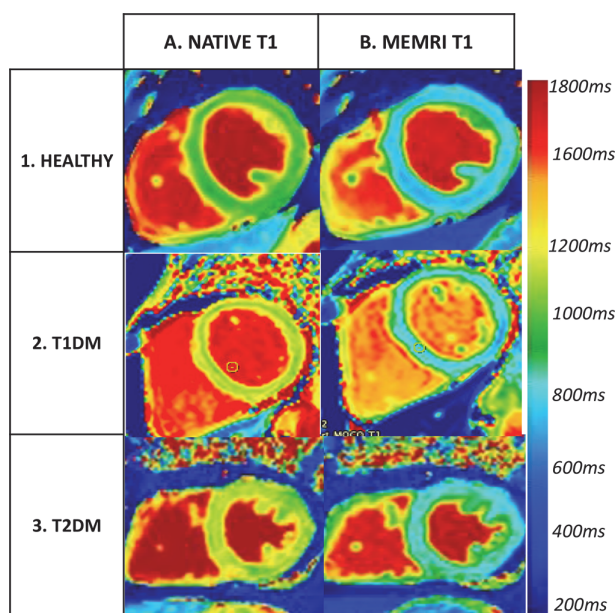 A. NATIVE T1
B. MEMRI T1
1. HEALTHY
2. T1DM
3. T2DM
2
MOCO T1
1800ms
1600ms
1200ms
1000ms
800ms
600ms
400ms
200ms